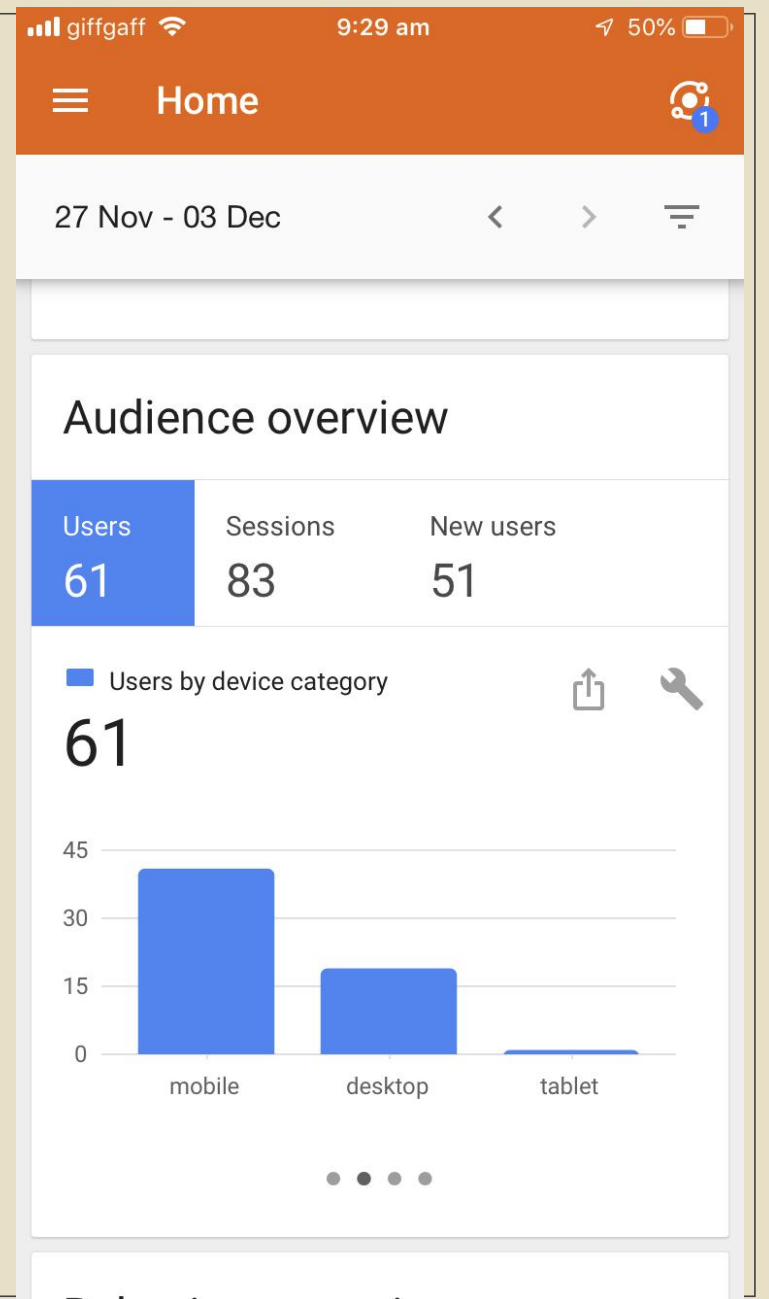 giffgaff 9:29 am 50%
Home
1
27 Nov - 03 Dec
Audience overview
Users Sessions New users
61 83 51
Users by device category
61
45
30
15
0
mobile desktop tablet